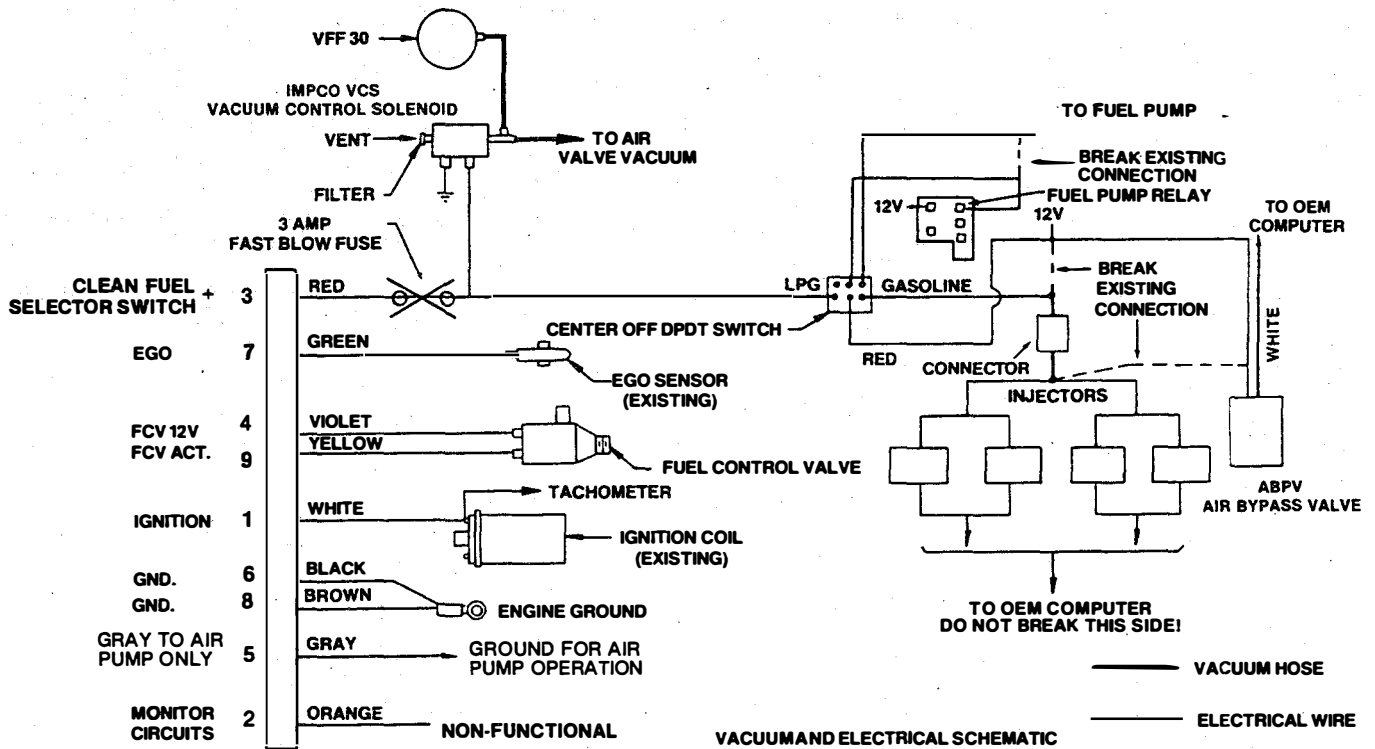 VFF 30
IMPCO VCS
VACUUM CONTROL SOLENOID
VENT
TO AIR
VALVE VACUUM
FILTER
3 AMP
FAST BLOW FUSE
TO FUEL PUMP
BREAK EXISTING
CONNECTION
FUEL PUMP RELAY
12V
12V
TO OEM
COMPUTER
CLEAN FUEL
SELECTOR SWITCH + 3 RED
LPG GASOLINE
BREAK
EXISTING
CONNECTION
WHITE
CENTER OFF DPDT SWITCH
RED
CONNECTOR
EGO 7 GREEN
EGO SENSOR
(EXISTING)
INJECTORS
FCV 12V 4 VIOLET
FCV ACT. 9 YELLOW
FUEL CONTROL VALVE
ABPV
AIR BYPASS VALVE
TACHOMETER
IGNITION 1 WHITE
IGNITION COIL
(EXISTING)
GND. 6 BLACK
GND. 8 BROWN
ENGINE GROUND
TO OEM COMPUTER
DO NOT BREAK THIS SIDE!
GRAY TO AIR
PUMP ONLY 5 GRAY
GROUND FOR AIR
PUMP OPERATION
VACUUM HOSE
MONITOR
CIRCUITS 2 ORANGE
NON-FUNCTIONAL
ELECTRICAL WIRE
VACUUMAND ELECTRICAL SCHEMATIC